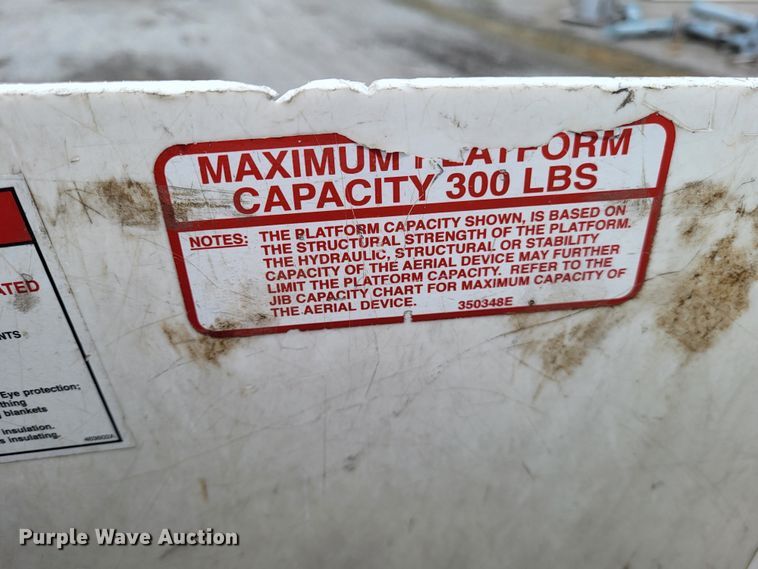 MAXIMUM PLATFORM
CAPACITY 300 LBS
NOTES: THE PLATFORM CAPACITY SHOWN, IS BASED ON
THE STRUCTURAL STRENGTH OF THE PLATFORM.
THE HYDRAULIC, STRUCTURAL OR STABILITY
CAPACITY OF THE AERIAL DEVICE MAY FURTHER
LIMIT THE PLATFORM CAPACITY. REFER TO THE
JIB CAPACITY CHART FOR MAXIMUM CAPACITY OF
THE AERIAL DEVICE. 350348E
Eye protection;
blankets
insulation.
insulating.
Purple Wave Auction